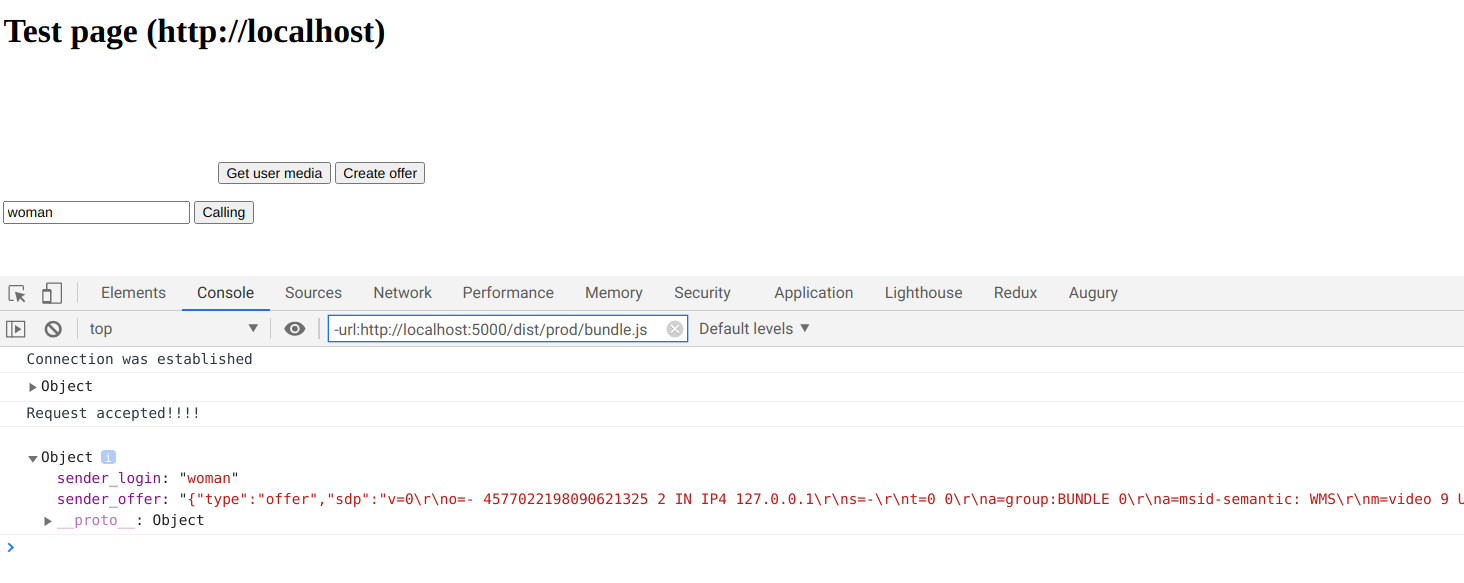 Test page (http://localhost)
Get user media Create offer
woman Calling
Elements Console Sources Network Performance Memory Security Application Lighthouse Redux Augury
top -url:http://localhost:5000/dist/prod/bundle.js Default levels
Connection was established
Object
Request accepted!!!!
Object i
sender_login: "woman"
sender_offer: "{"type":"offer","sdp":"v=0\r\no=- 4577022198090621325 2 IN IP4 127.0.0.1\r\ns=-\r\nt=0 0\r\na=group:BUNDLE 0\r\na=msid-semantic: WMS\r\nm=video 9 U
__proto__: Object